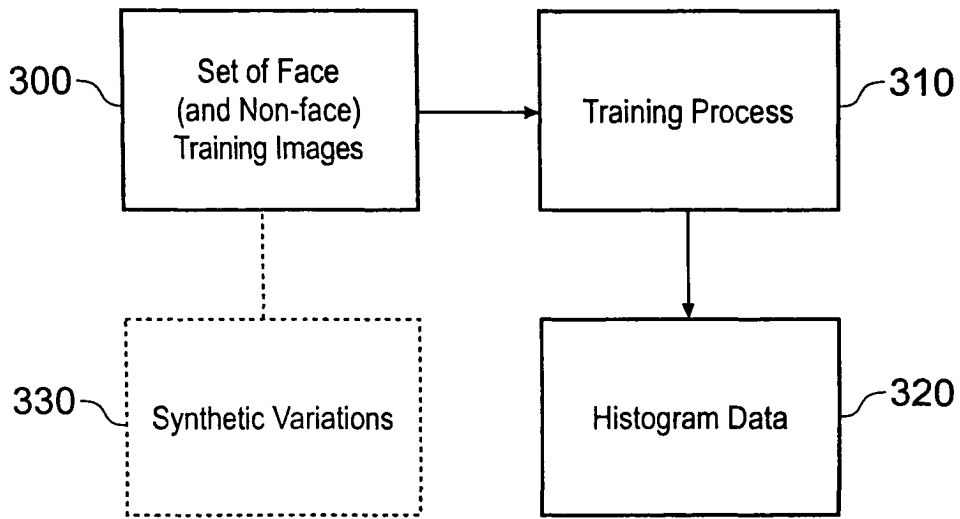 300
Set of Face
(and Non-face)
Training Images
Training Process
310
330
Synthetic Variations
Histogram Data
320